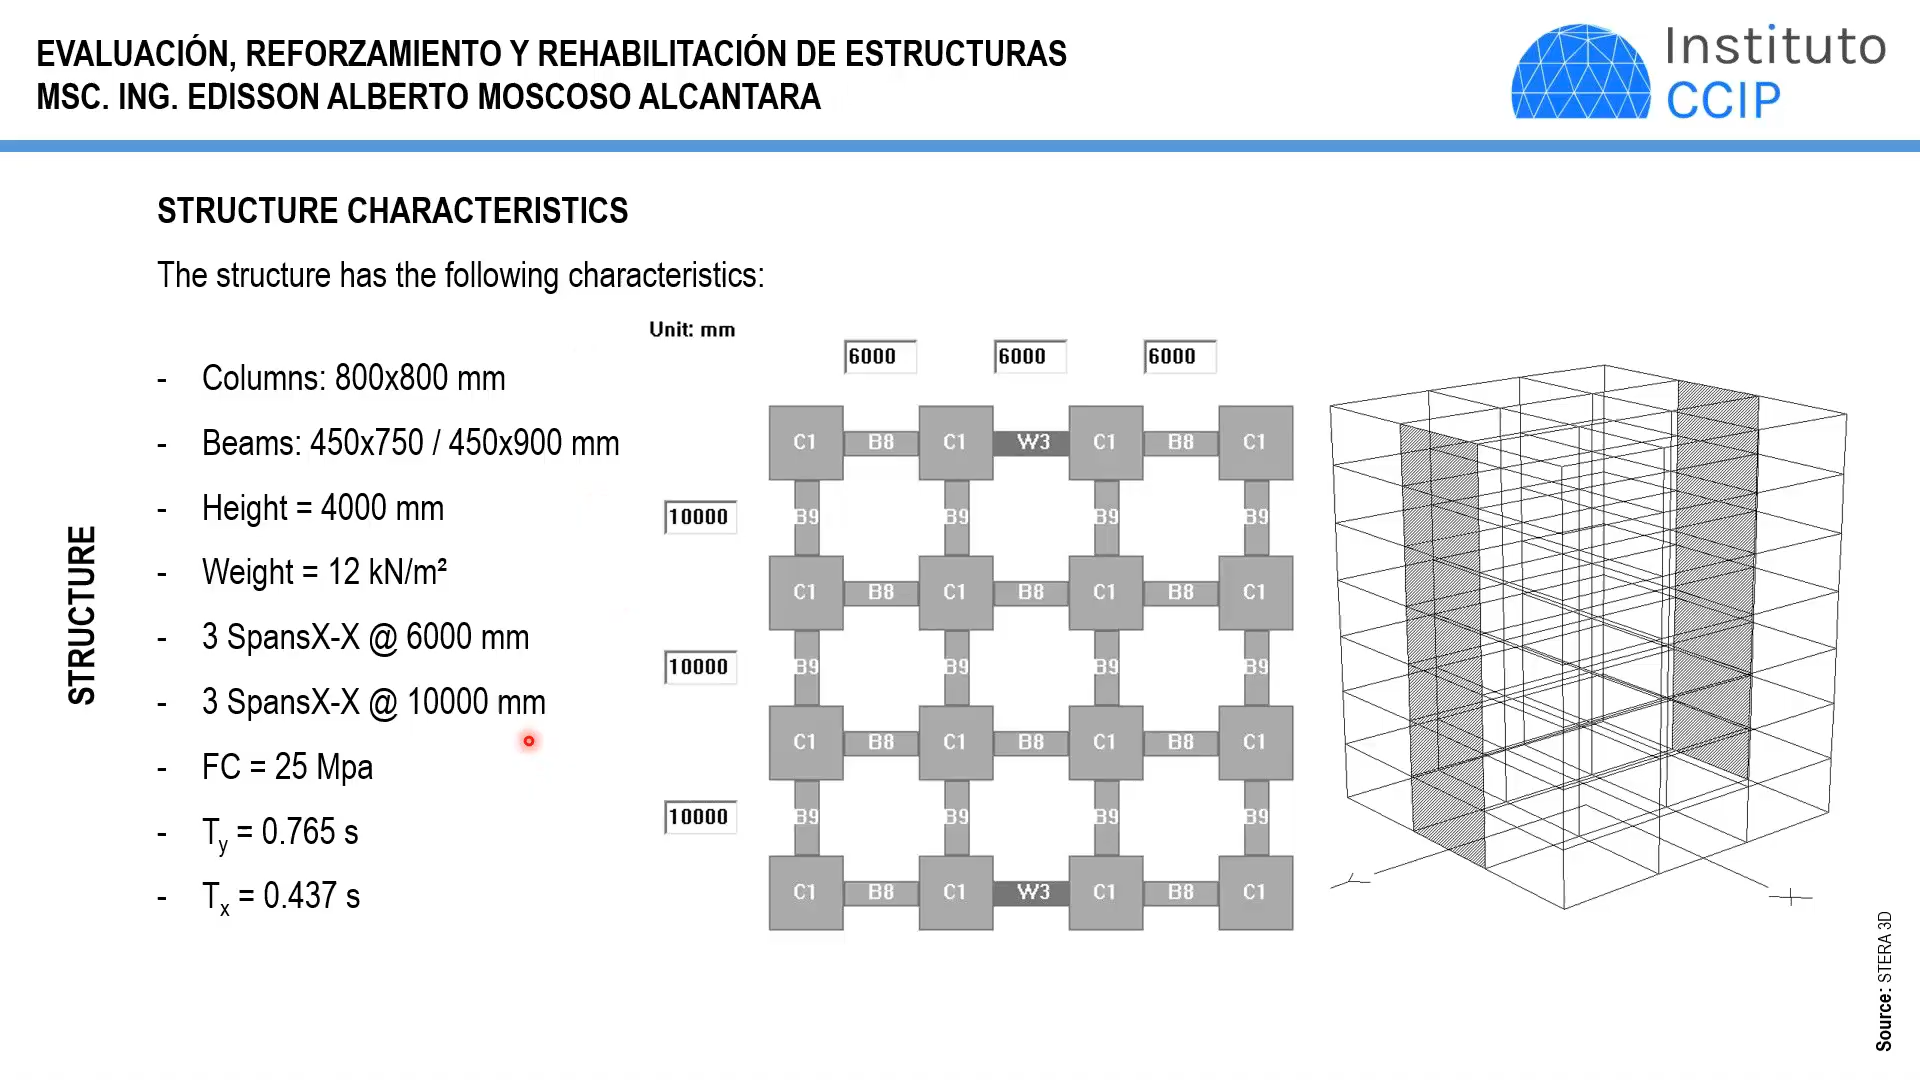 EVALUACIÓN, REFORZAMIENTO Y REHABILITACIÓN DE ESTRUCTURAS
MSC. ING. EDISSON ALBERTO MOSCOSO ALCANTARA
Instituto
CCIP
STRUCTURE CHARACTERISTICS
The structure has the following characteristics:
STRUCTURE
- Columns: 800x800 mm
- Beams: 450x750 / 450x900 mm
- Height = 4000 mm
- Weight = 12 kN/m²
- 3 SpansX-X @ 6000 mm
- 3 SpansX-X @ 10000 mm
- FC = 25 Mpa
- Ty = 0.765 s
- Tx = 0.437 s
Unit: mm
6000 6000 6000
C1 B8 C1 W3 C1 B8 C1
10000 B9 B9 B9 B9
C1 B8 C1 B8 C1 B8 C1
10000 B9 B9 B9 B9
C1 B8 C1 B8 C1 B8 C1
10000 B9 B9 B9 B9
C1 B8 C1 W3 C1 B8 C1
Source: STERA 3D